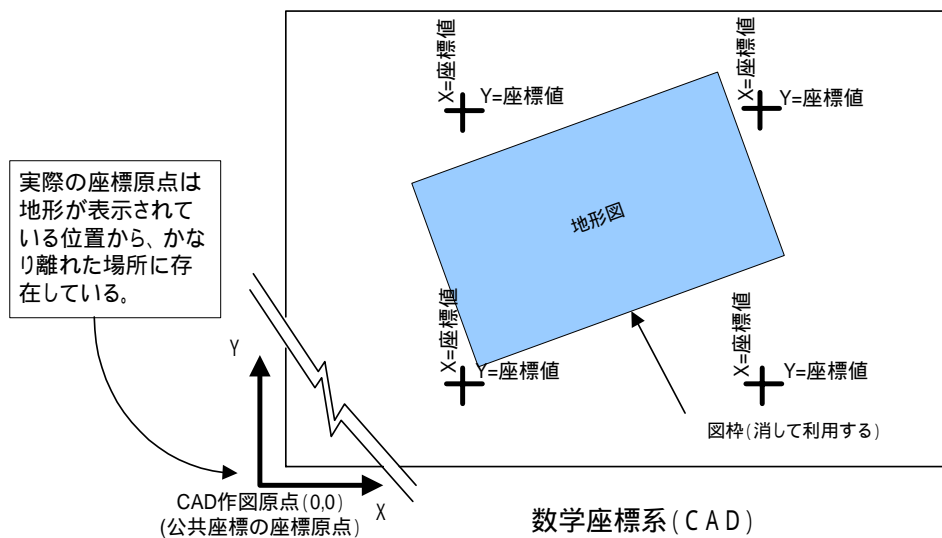 X=座標値
Y=座標値
X=座標値
Y=座標値
実際の座標原点は
地形が表示されて
いる位置から、かな
り離れた場所に存
在している。
地形図
X=座標値
Y=座標値
X=座標値
Y=座標値
Y
図枠(消して利用する)
CAD作図原点(0,0)
(公共座標の座標原点)
X
数学座標系(CAD)